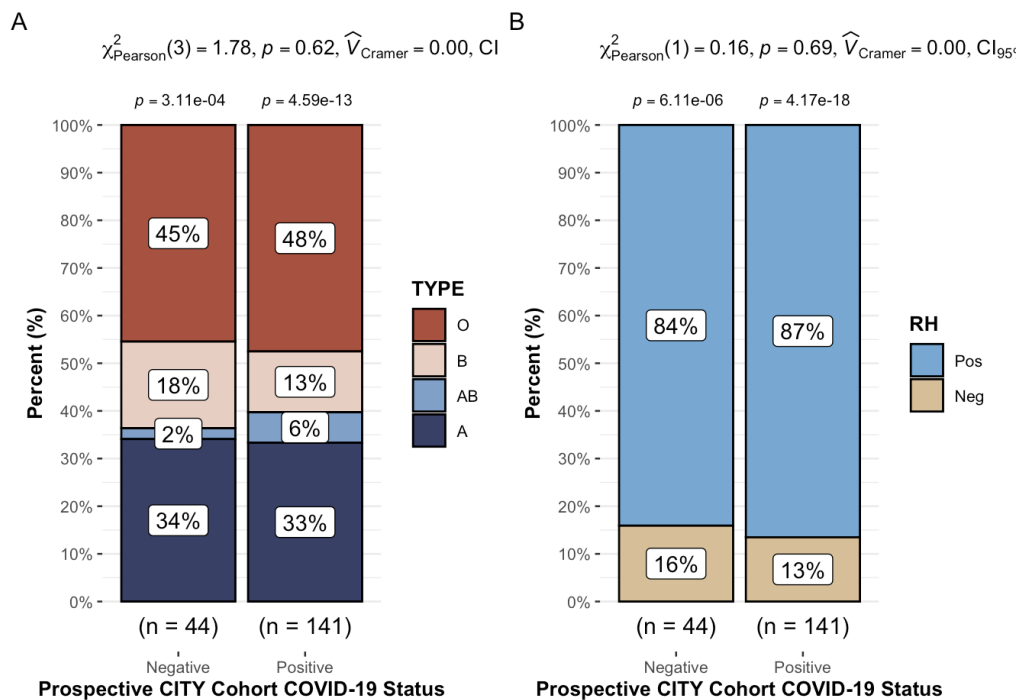 A
χ²Pearson(3) = 1.78, p = 0.62, V̂Cramer = 0.00, CI
p = 3.11e-04 p = 4.59e-13
100%
90%
80%
70%
60%
50%
40%
30%
20%
10%
0%
Percent (%)
45% 48%
18% 13%
2% 6%
34% 33%
(n = 44) (n = 141)
Negative Positive
Prospective CITY Cohort COVID-19 Status
TYPE
O
B
AB
A
B
χ²Pearson(1) = 0.16, p = 0.69, V̂Cramer = 0.00, CI95%
p = 6.11e-06 p = 4.17e-18
100%
90%
80%
70%
60%
50%
40%
30%
20%
10%
0%
Percent (%)
84% 87%
16% 13%
(n = 44) (n = 141)
Negative Positive
Prospective CITY Cohort COVID-19 Status
RH
Pos
Neg